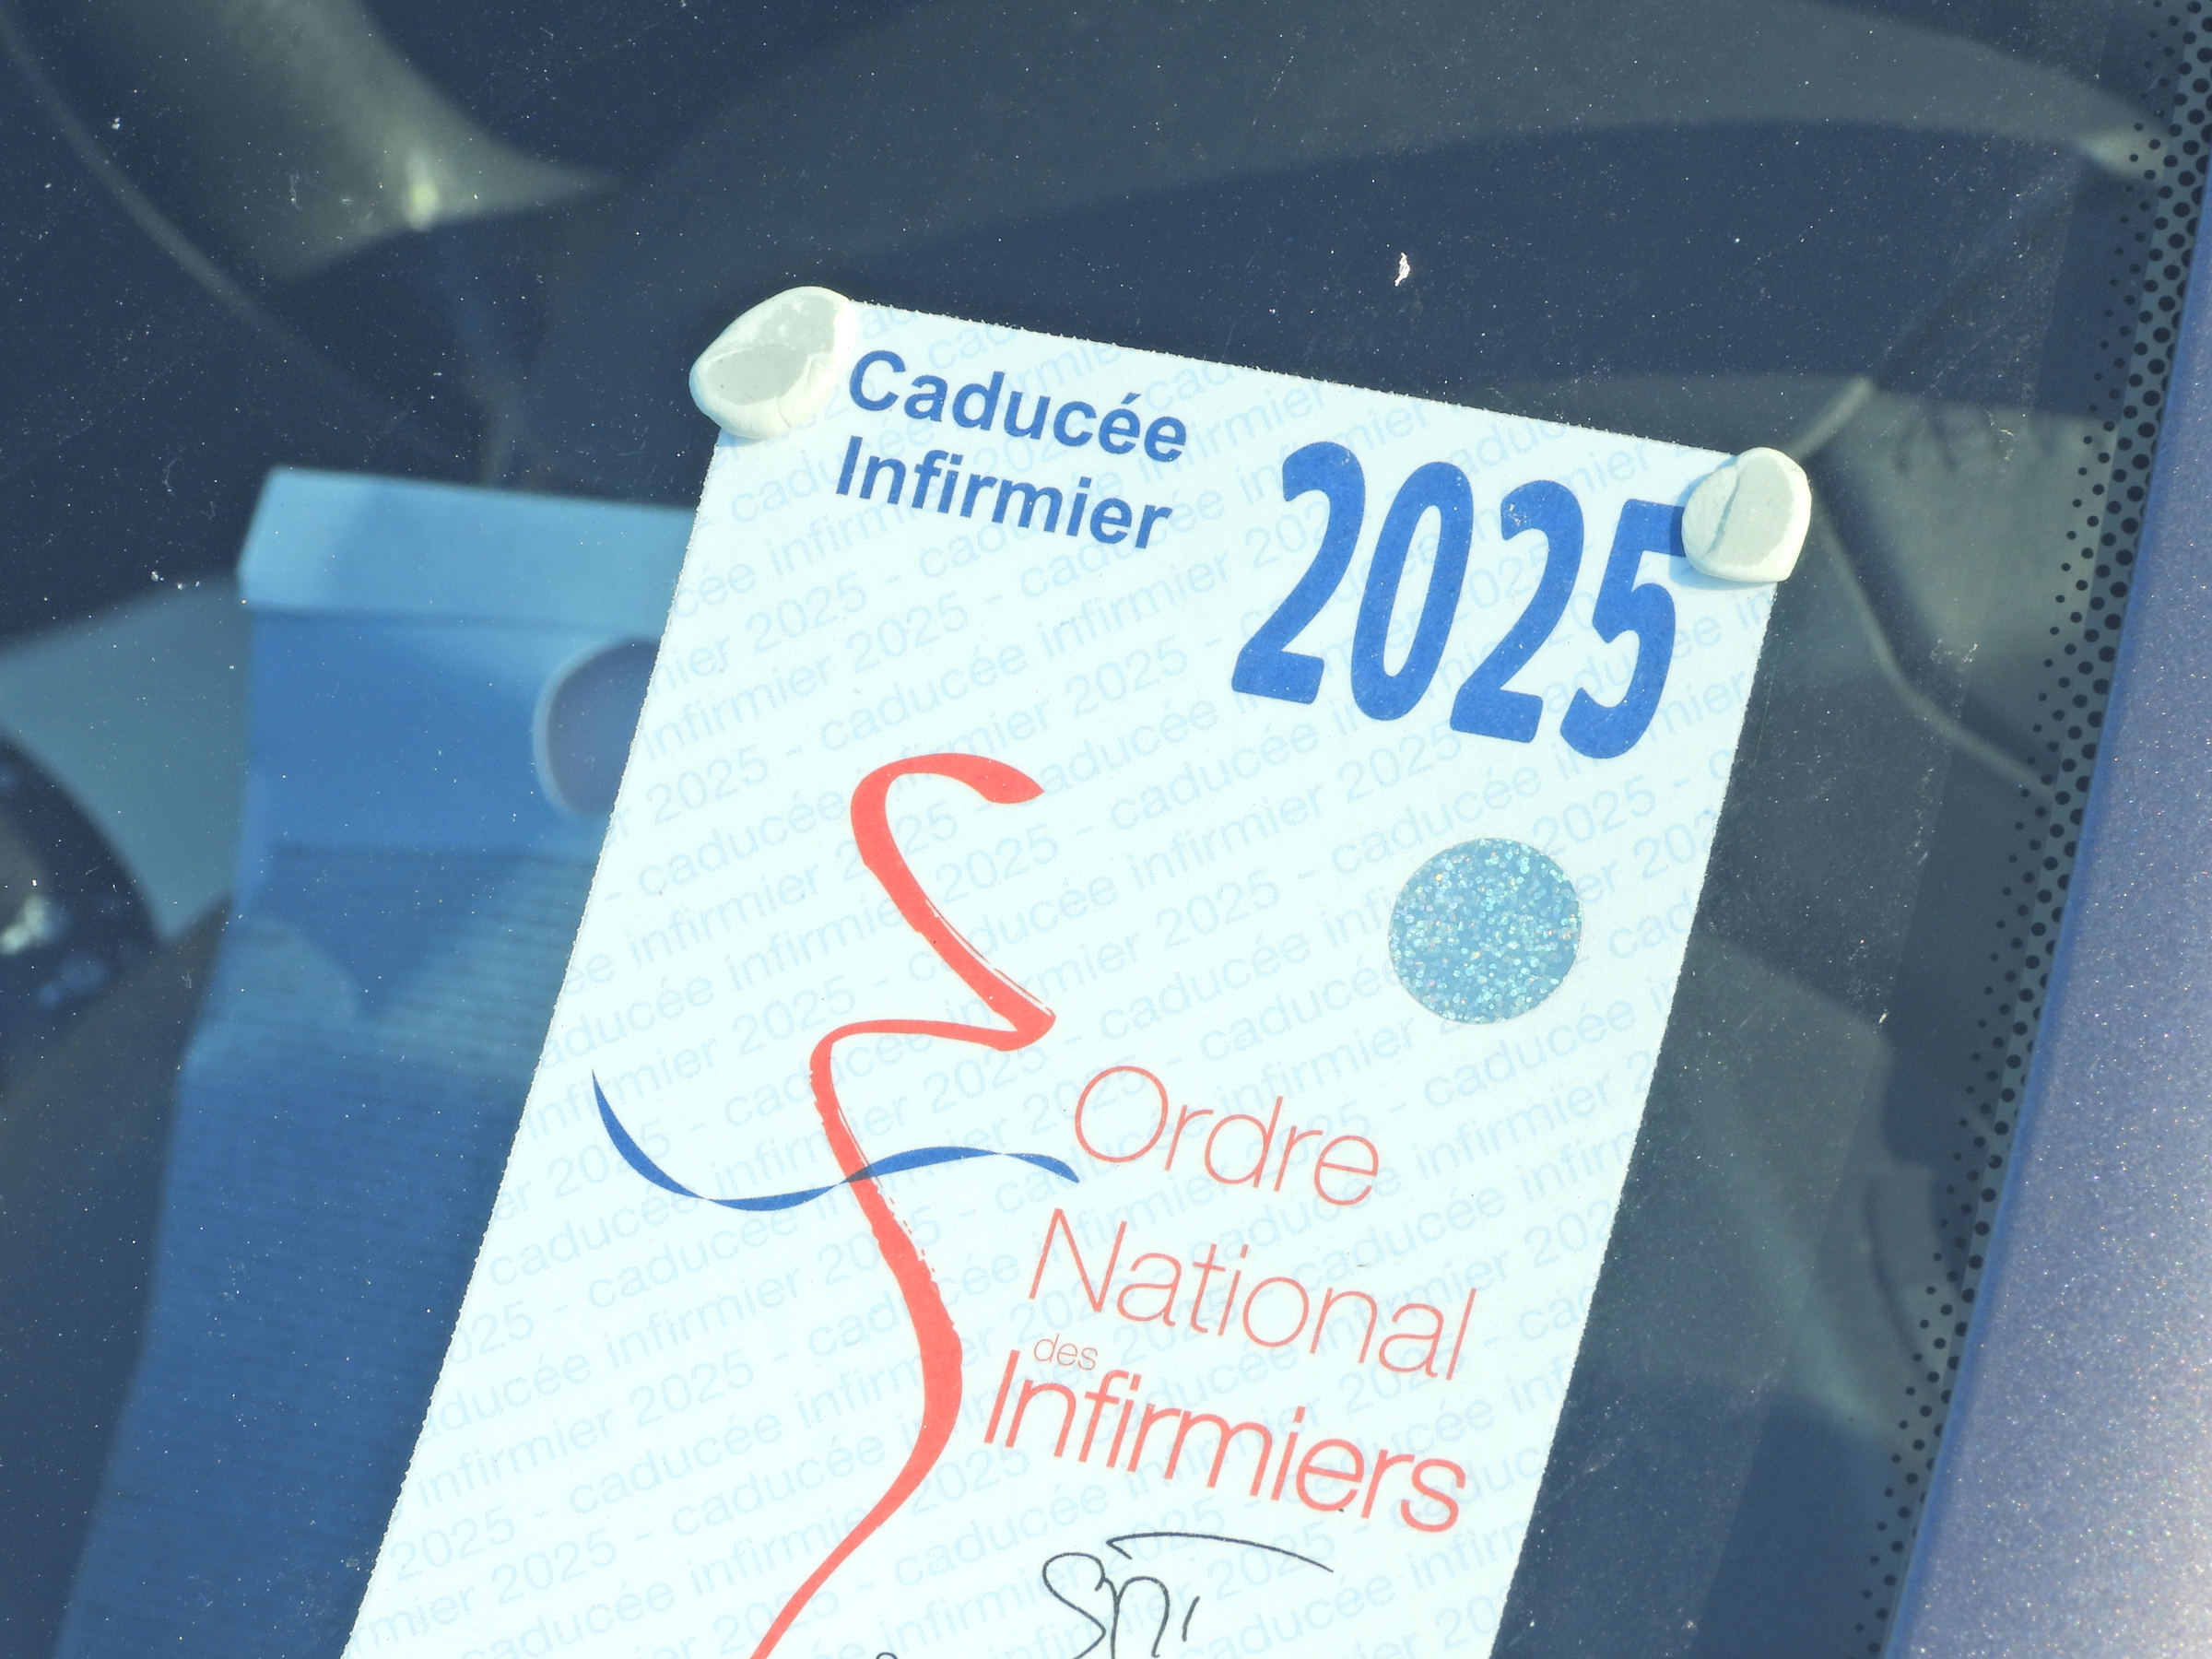 Caducée
Infirmier
2025
Ordre
National
des
Infirmiers